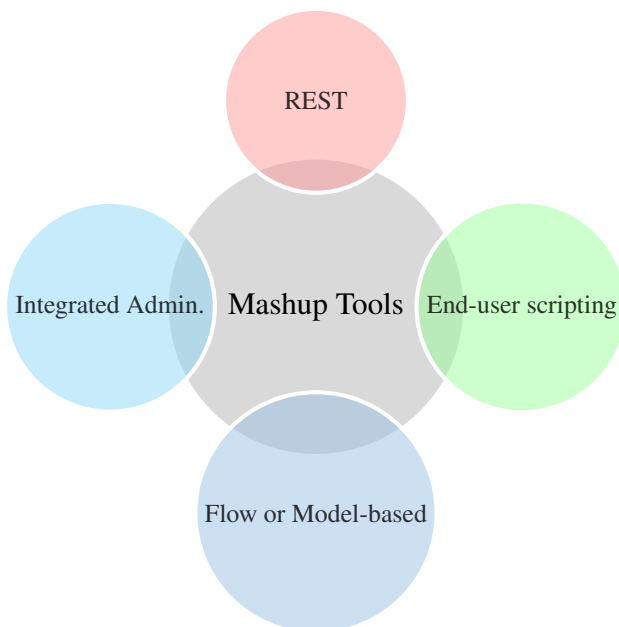 REST
Integrated Admin.
Mashup Tools
End-user scripting
Flow or Model-based